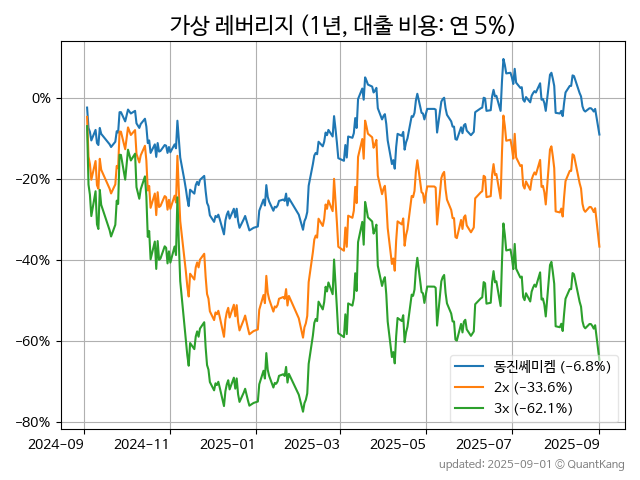 가상 레버리지 (1년, 대출 비용: 연 5%)
0%
−20%
−40%
−60%
−80%
동진쎄미켐 (−6.8%)
2x (−33.6%)
3x (−62.1%)
2024-09
2024-11
2025-01
2025-03
2025-05
2025-07
2025-09
updated: 2025-09-01 © QuantKang